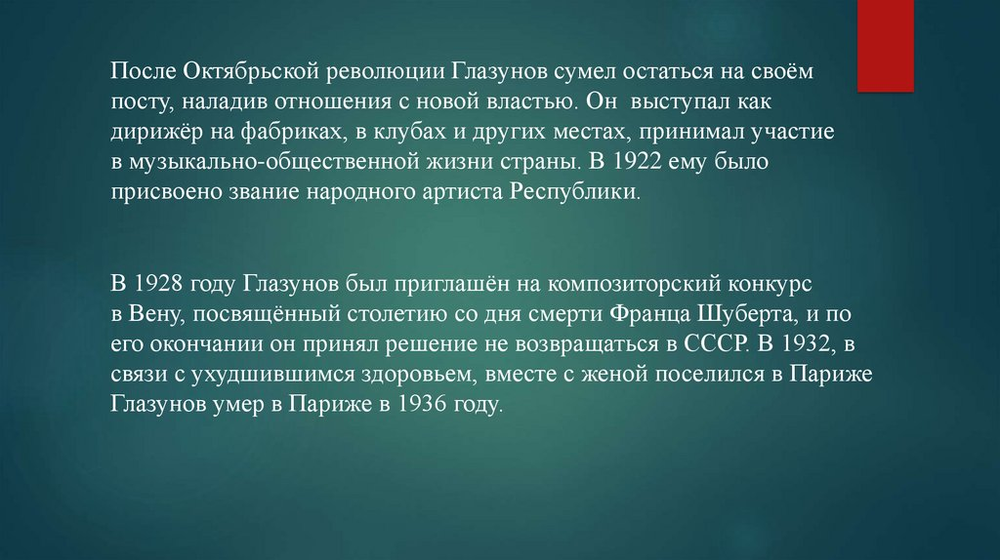 После Октябрьской революции Глазунов сумел остаться на своём
посту, наладив отношения с новой властью. Он  выступал как
дирижёр на фабриках, в клубах и других местах, принимал участие
в музыкально-общественной жизни страны. В 1922 ему было
присвоено звание народного артиста Республики.
В 1928 году Глазунов был приглашён на композиторский конкурс
в Вену, посвящённый столетию со дня смерти Франца Шуберта, и по
его окончании он принял решение не возвращаться в СССР. В 1932, в
связи с ухудшившимся здоровьем, вместе с женой поселился в Париже
Глазунов умер в Париже в 1936 году.